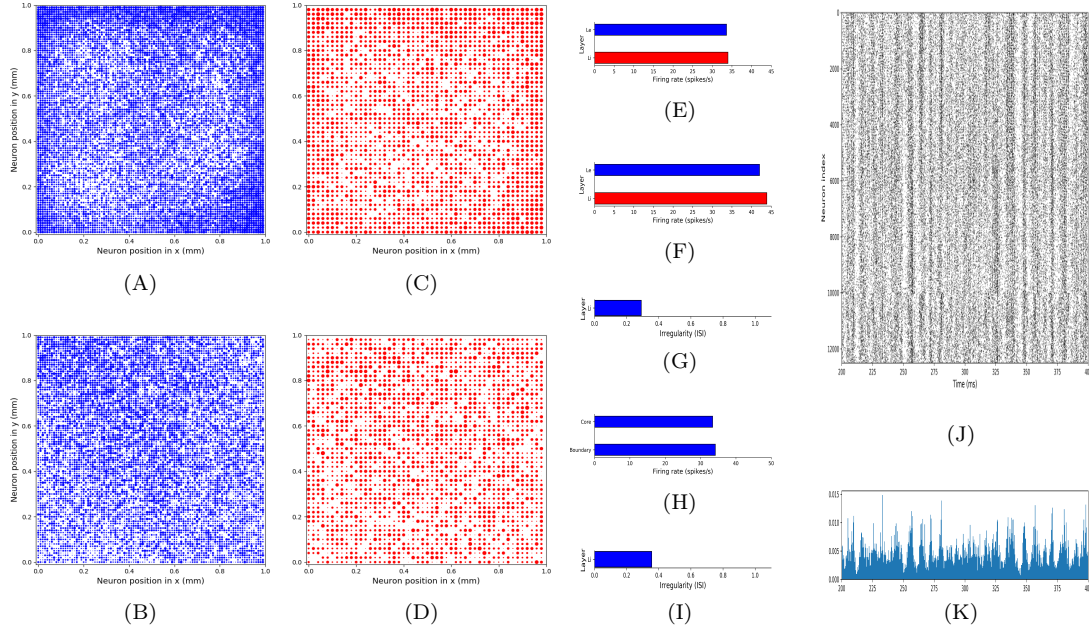 1.0
0.8
0.6
0.4
0.2
0.0
0.0 0.2 0.4 0.6 0.8 1.0
Neuron position in y (mm)
Neuron position in x (mm)
(A)
1.0
0.8
0.6
0.4
0.2
0.0
0.0 0.2 0.4 0.6 0.8 1.0
Neuron position in y (mm)
Neuron position in x (mm)
(B)
1.0
0.8
0.6
0.4
0.2
0.0
0.0 0.2 0.4 0.6 0.8 1.0
Neuron position in x (mm)
(C)
1.0
0.8
0.6
0.4
0.2
0.0
0.0 0.2 0.4 0.6 0.8 1.0
Neuron position in x (mm)
(D)
Layer
Le
Li
0 5 10 15 20 25 30 35 40 45
Firing rate (spikes/s)
(E)
Layer
Le
Li
0 5 10 15 20 25 30 35 40 45
Firing rate (spikes/s)
(F)
Layer
Li
0.0 0.2 0.4 0.6 0.8 1.0
Irregularity (ISI)
(G)
Core
Boundary
0 10 20 30 40 50
Firing rate (spikes/s)
(H)
Layer
Li
0.0 0.2 0.4 0.6 0.8 1.0
Irregularity (ISI)
(I)
Neuron index
0
2000
4000
6000
8000
10000
12000
200 225 250 275 300 325 350 375 400
Time (ms)
(J)
0.015
0.010
0.005
0.000
200 225 250 275 300 325 350 375 400
(K)